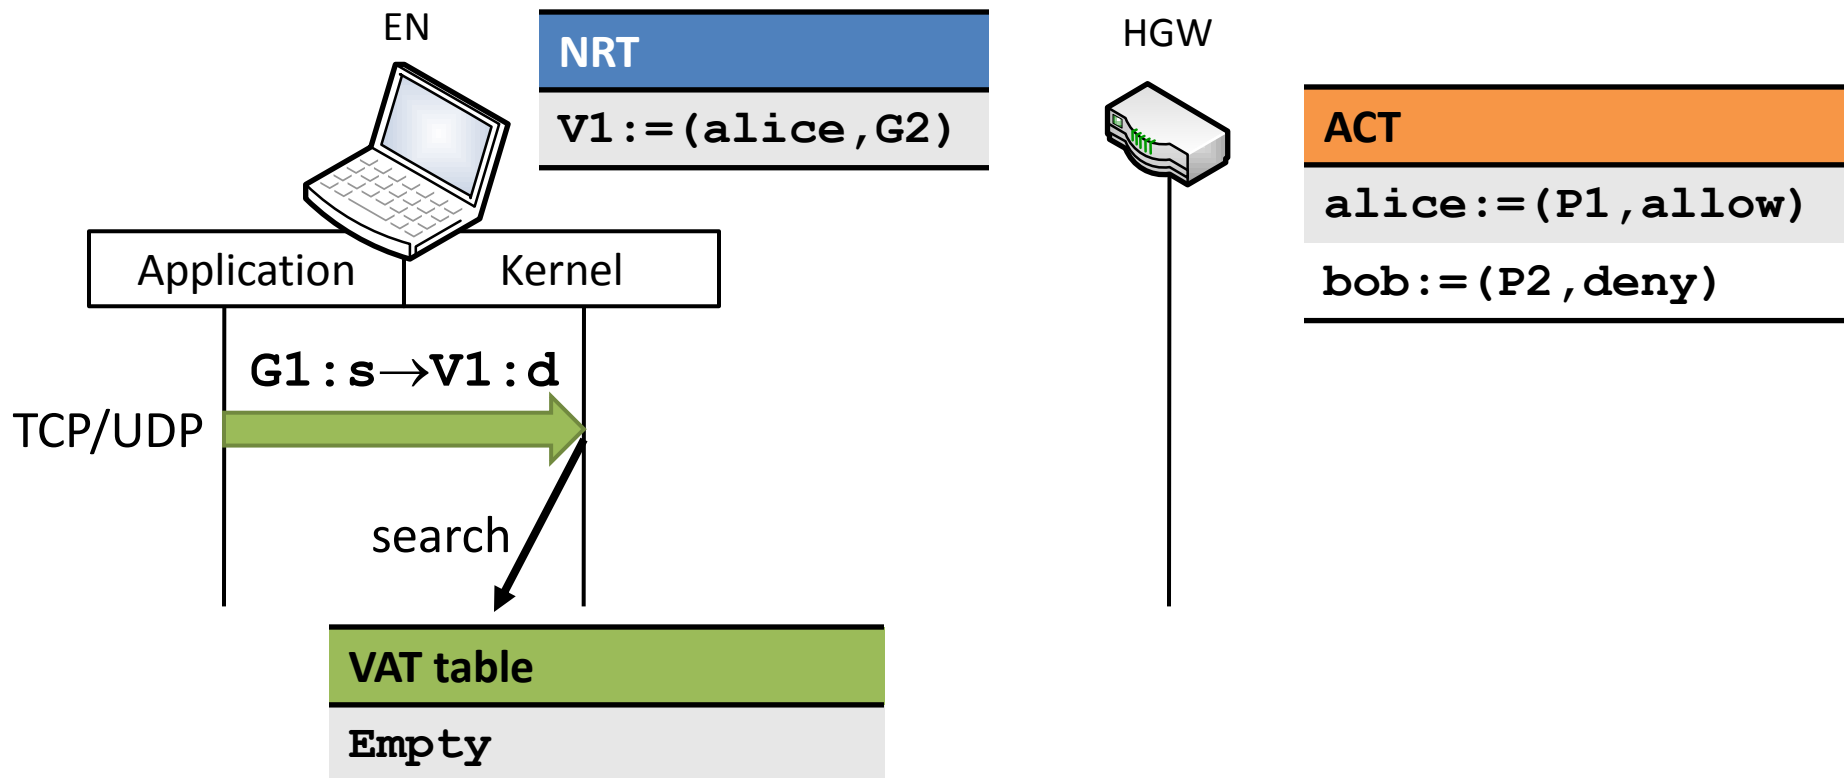 EN
NRT
V1:=(alice,G2)
HGW
ACT
alice:=(P1,allow)
bob:=(P2,deny)
Application
Kernel
G1:s→V1:d
TCP/UDP
search
VAT table
Empty